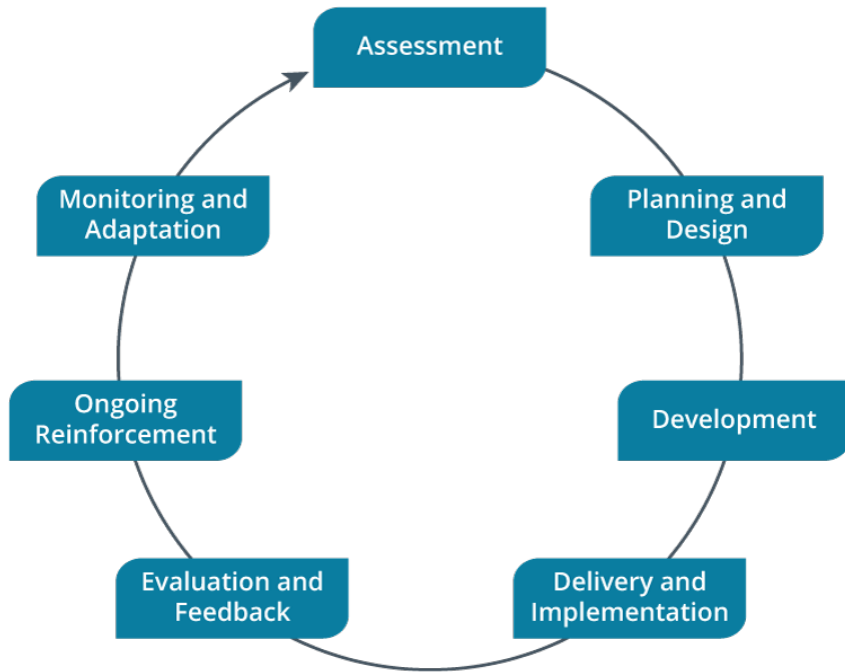 Assessment
Planning and
Design
Development
Delivery and
Implementation
Evaluation and
Feedback
Ongoing
Reinforcement
Monitoring and
Adaptation